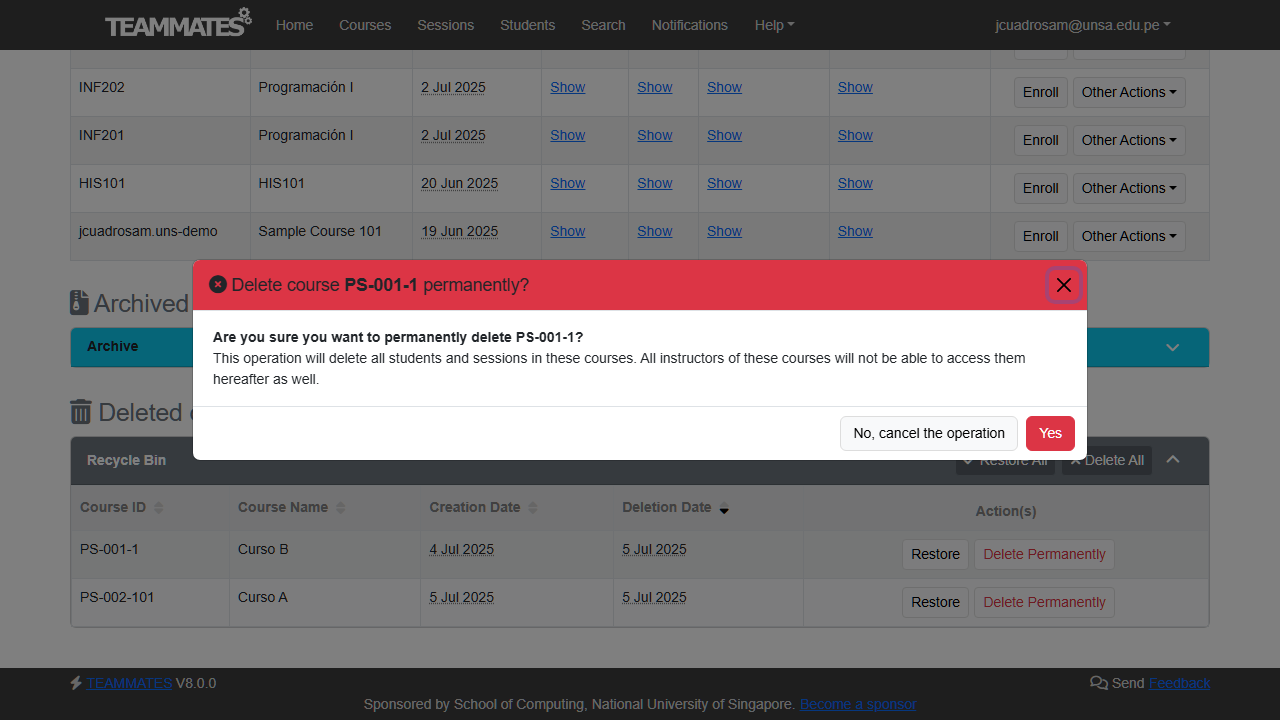 TEAMMATES Home Courses Sessions Students Search Notifications Help jcuadrosam@unsa.edu.pe
INF202 Programación I 2 Jul 2025 Show Show Show Show Enroll Other Actions
INF201 Programación I 2 Jul 2025 Show Show Show Show Enroll Other Actions
HIS101 HIS101 20 Jun 2025 Show Show Show Show Enroll Other Actions
jcuadrosam.uns-demo Sample Course 101 19 Jun 2025 Show Show Show Show Enroll Other Actions
Archived
Archive
Delete course PS-001-1 permanently?
Are you sure you want to permanently delete PS-001-1?
This operation will delete all students and sessions in these courses. All instructors of these courses will not be able to access them
hereafter as well.
No, cancel the operation Yes
Deleted
Recycle Bin Restore All Delete All
Course ID Course Name Creation Date Deletion Date Action(s)
PS-001-1 Curso B 4 Jul 2025 5 Jul 2025 Restore Delete Permanently
PS-002-101 Curso A 5 Jul 2025 5 Jul 2025 Restore Delete Permanently
TEAMMATES V8.0.0 Send Feedback
Sponsored by School of Computing, National University of Singapore. Become a sponsor